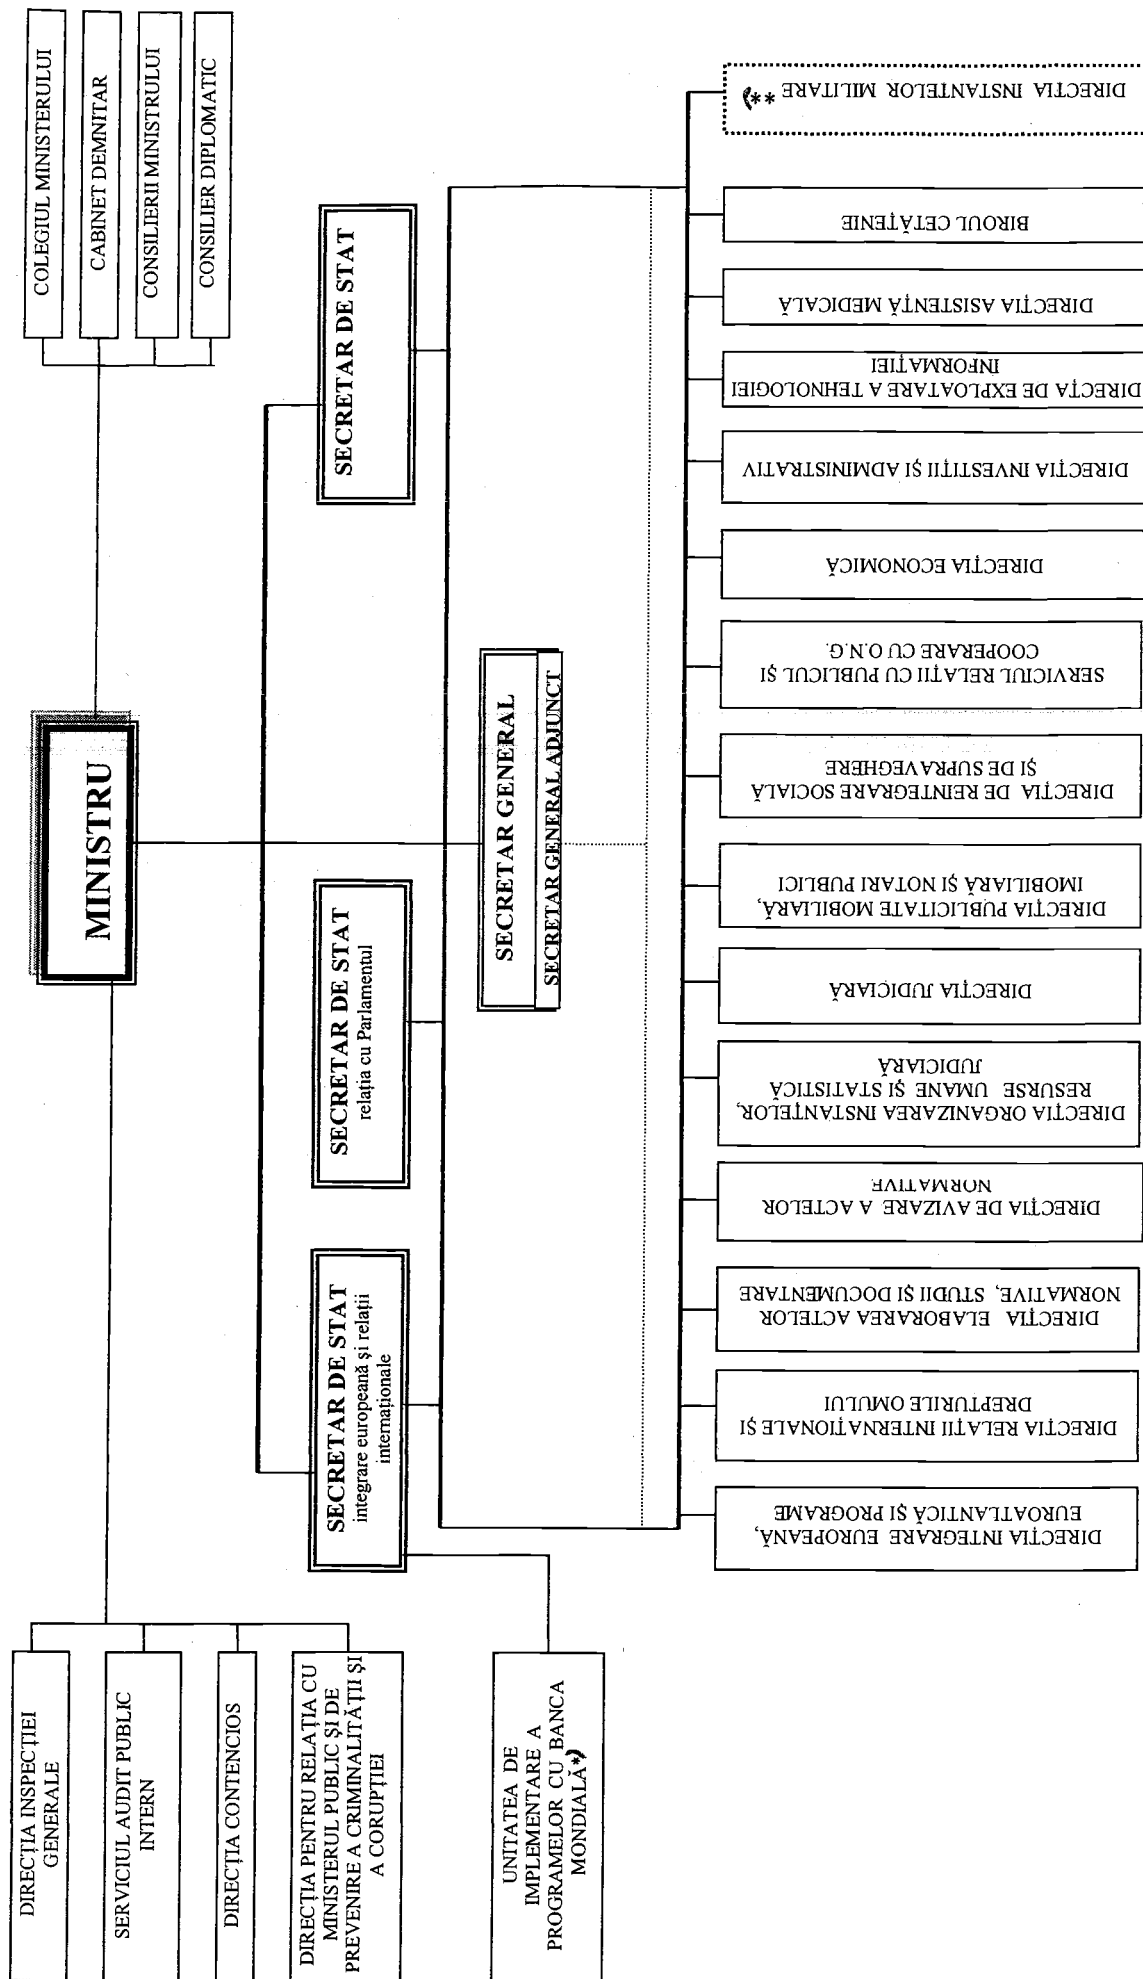 DIRECȚIA INSPECȚIEI
GENERALE
SERVICIUL AUDIT PUBLIC
INTERN
DIRECȚIA CONTENCIOS
DIRECȚIA PENTRU RELAȚIA CU
MINISTERUL PUBLIC ȘI DE
PREVENIRE A CRIMINALITĂȚII ȘI
A CORUPȚIEI
UNITATEA DE
IMPLEMENTARE A
PROGRAMELOR CU BANCA
MONDIALĂ*)
MINISTRU
COLEGIUL MINISTERULUI
CABINET DEMNITAR
CONSILIERII MINISTRULUI
CONSILIER DIPLOMATIC
SECRETAR DE STAT
integrare europeană și relații
internaționale
SECRETAR DE STAT
relația cu Parlamentul
SECRETAR DE STAT
SECRETAR GENERAL
SECRETAR GENERAL ADJUNCT
DIRECȚIA INTEGRARE EUROPEANĂ,
EUROATLANTICĂ ȘI PROGRAME
DIRECȚIA RELAȚII INTERNAȚIONALE ȘI
DREPTURILE OMULUI
DIRECȚIA ELABORAREA ACTELOR
NORMATIVE, STUDII ȘI DOCUMENTARE
DIRECȚIA DE AVIZARE A ACTELOR
NORMATIVE
DIRECȚIA ORGANIZAREA INSTANȚELOR,
RESURSE UMANE ȘI STATISTICĂ
JUDICIARĂ
DIRECȚIA JUDICIARĂ
DIRECȚIA PUBLICITATE MOBILIARĂ,
IMOBILIARĂ ȘI NOTARI PUBLICI
DIRECȚIA DE REINTEGRARE SOCIALĂ
ȘI DE SUPRAVEGHERE
SERVICIUL RELAȚII CU PUBLICUL ȘI
COOPERARE CU O.N.G.
DIRECȚIA ECONOMICĂ
DIRECȚIA INVESTIȚII ȘI ADMINISTRATIV
DIRECȚIA DE EXPLOATARE A TEHNOLOGIEI
INFORMAȚIEI
DIRECȚIA ASISTENȚĂ MEDICALĂ
BIROUL CETĂȚENIE
DIRECȚIA INSTANȚELOR MILITARE **)